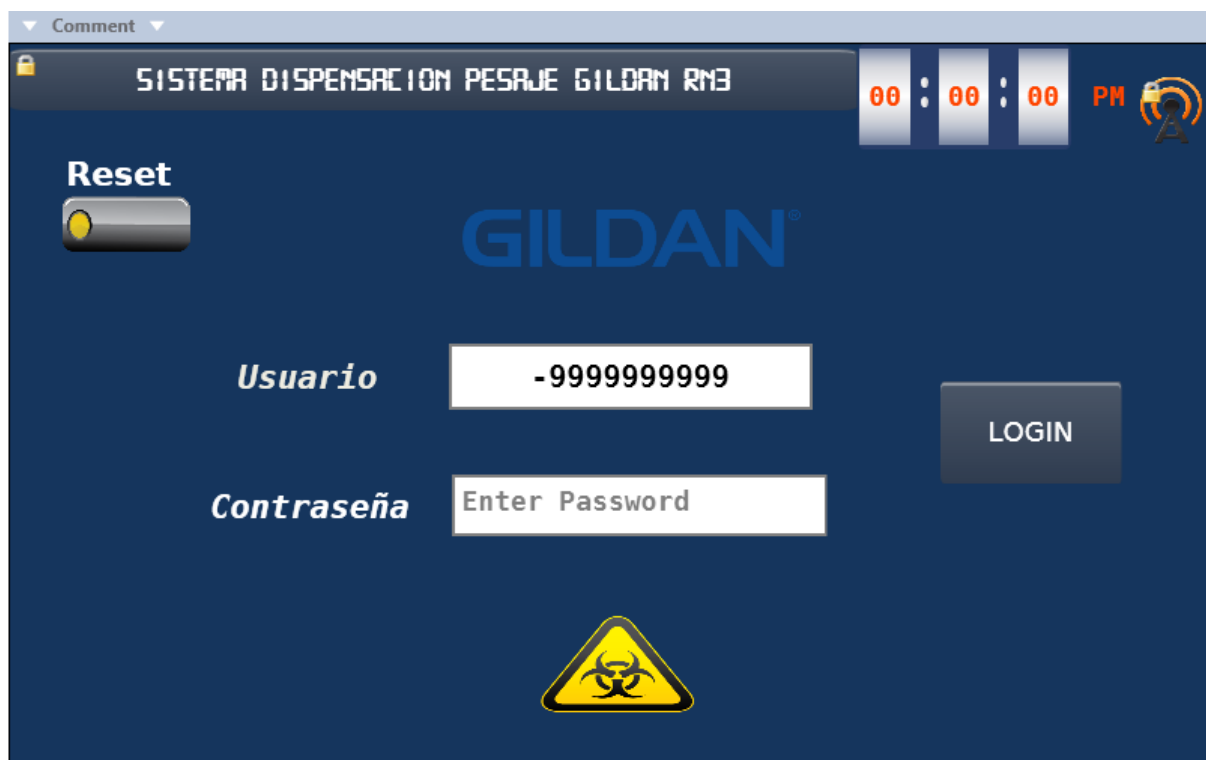 Comment
SISTEMA DISPENSACION PESAJE GILDAN RN3
00 : 00 : 00 PM
Reset
GILDAN®
Usuario
-9999999999
LOGIN
Contraseña
Enter Password